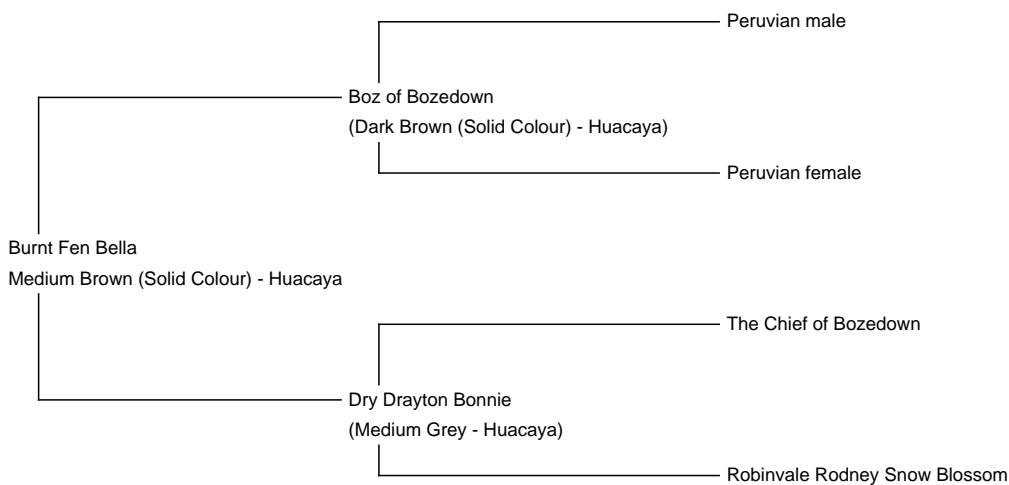 Peruvian male
Boz of Bozedown
(Dark Brown (Solid Colour) - Huacaya)
Peruvian female
Burnt Fen Bella
Medium Brown (Solid Colour) - Huacaya
The Chief of Bozedown
Dry Drayton Bonnie
(Medium Grey - Huacaya)
Robinvale Rodney Snow Blossom